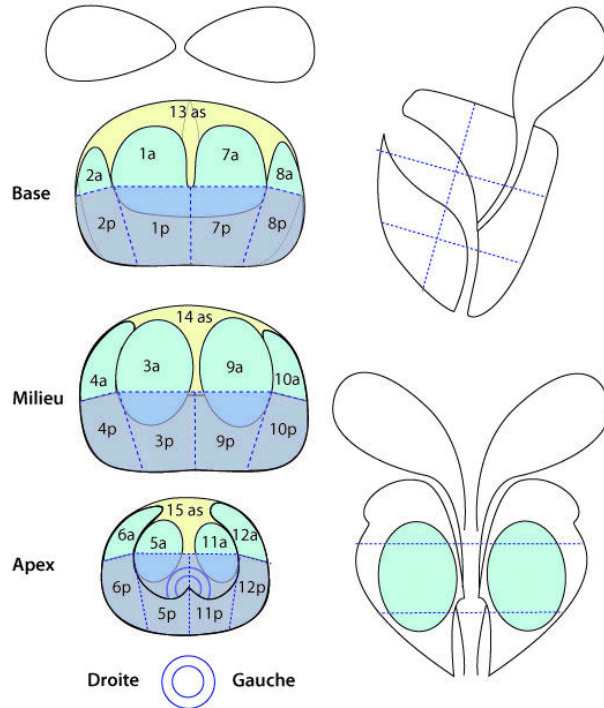 13 as
1a 7a
2a 8a
Base
2p 1p 7p 8p
14 as
3a 9a
4a 10a
Milieu
4p 3p 9p 10p
15 as
6a 12a
5a 11a
Apex
6p 12p
5p 11p
Droite Gauche